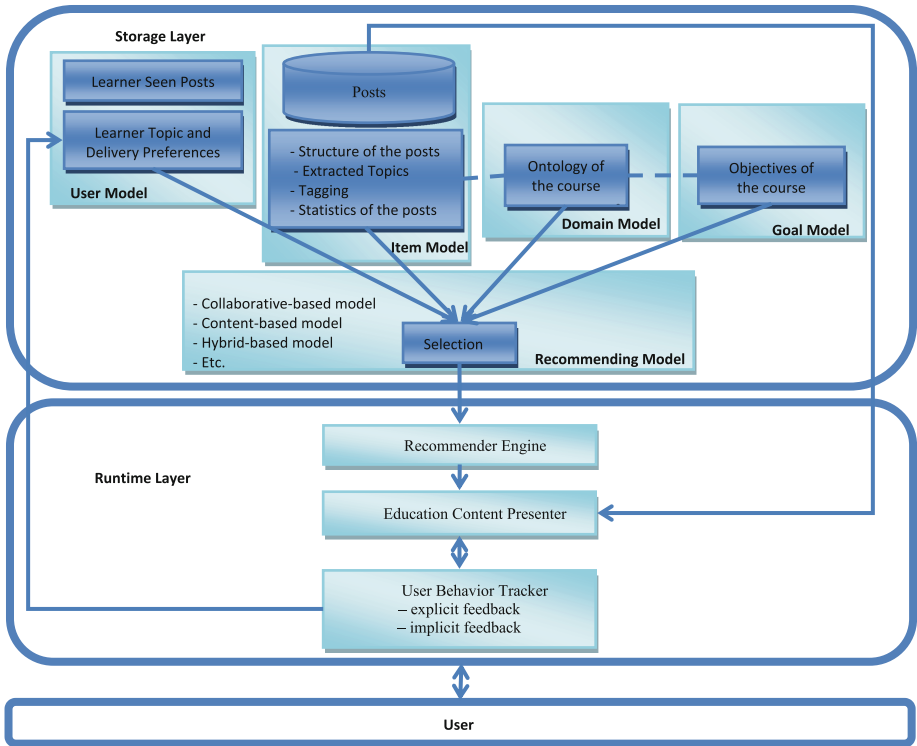 Storage Layer
Learner Seen Posts
Learner Topic and
Delivery Preferences
User Model
Posts
- Structure of the posts
- Extracted Topics
- Tagging
- Statistics of the posts
Item Model
Ontology of
the course
Domain Model
Objectives of
the course
Goal Model
- Collaborative-based model
- Content-based model
- Hybrid-based model
- Etc.
Selection
Recommending Model
Runtime Layer
Recommender Engine
Education Content Presenter
User Behavior Tracker
– explicit feedback
– implicit feedback
User